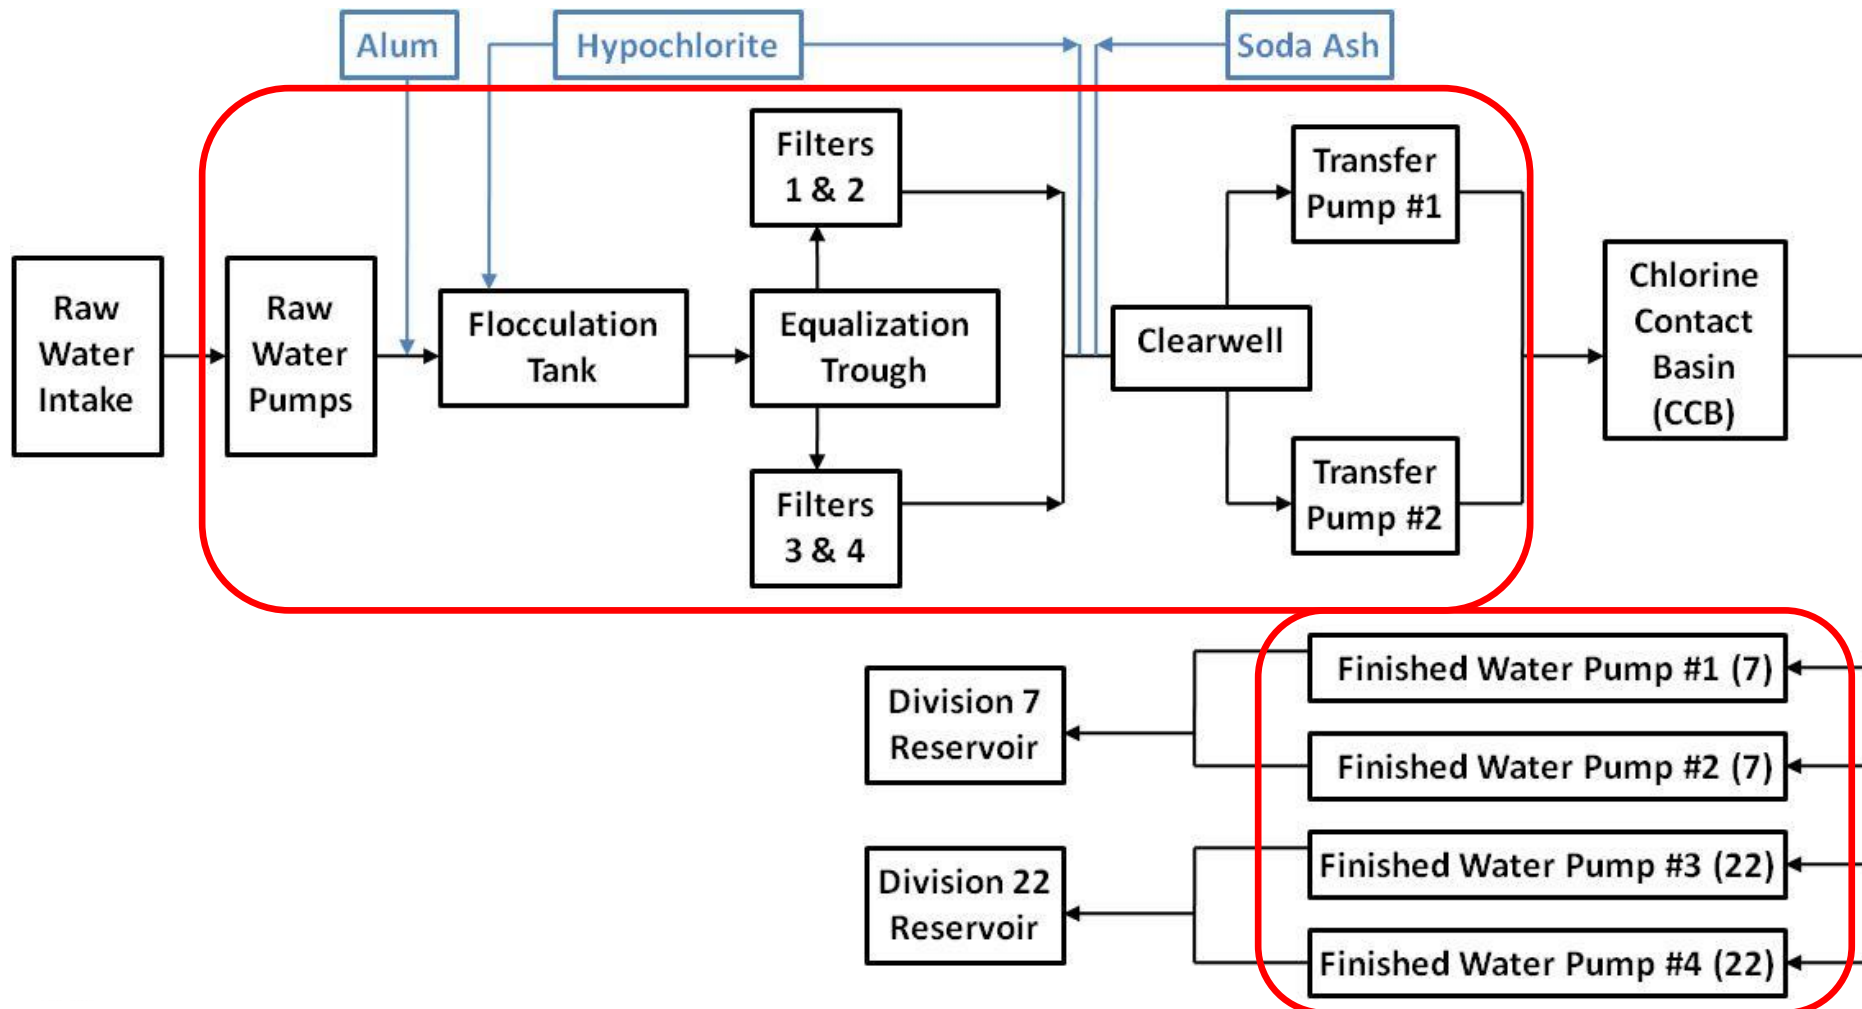 Alum
Hypochlorite
Soda Ash
Raw
Water
Intake
Raw
Water
Pumps
Flocculation
Tank
Filters
1 & 2
Equalization
Trough
Filters
3 & 4
Clearwell
Transfer
Pump #1
Transfer
Pump #2
Chlorine
Contact
Basin
(CCB)
Finished Water Pump #1 (7)
Finished Water Pump #2 (7)
Finished Water Pump #3 (22)
Finished Water Pump #4 (22)
Division 7
Reservoir
Division 22
Reservoir